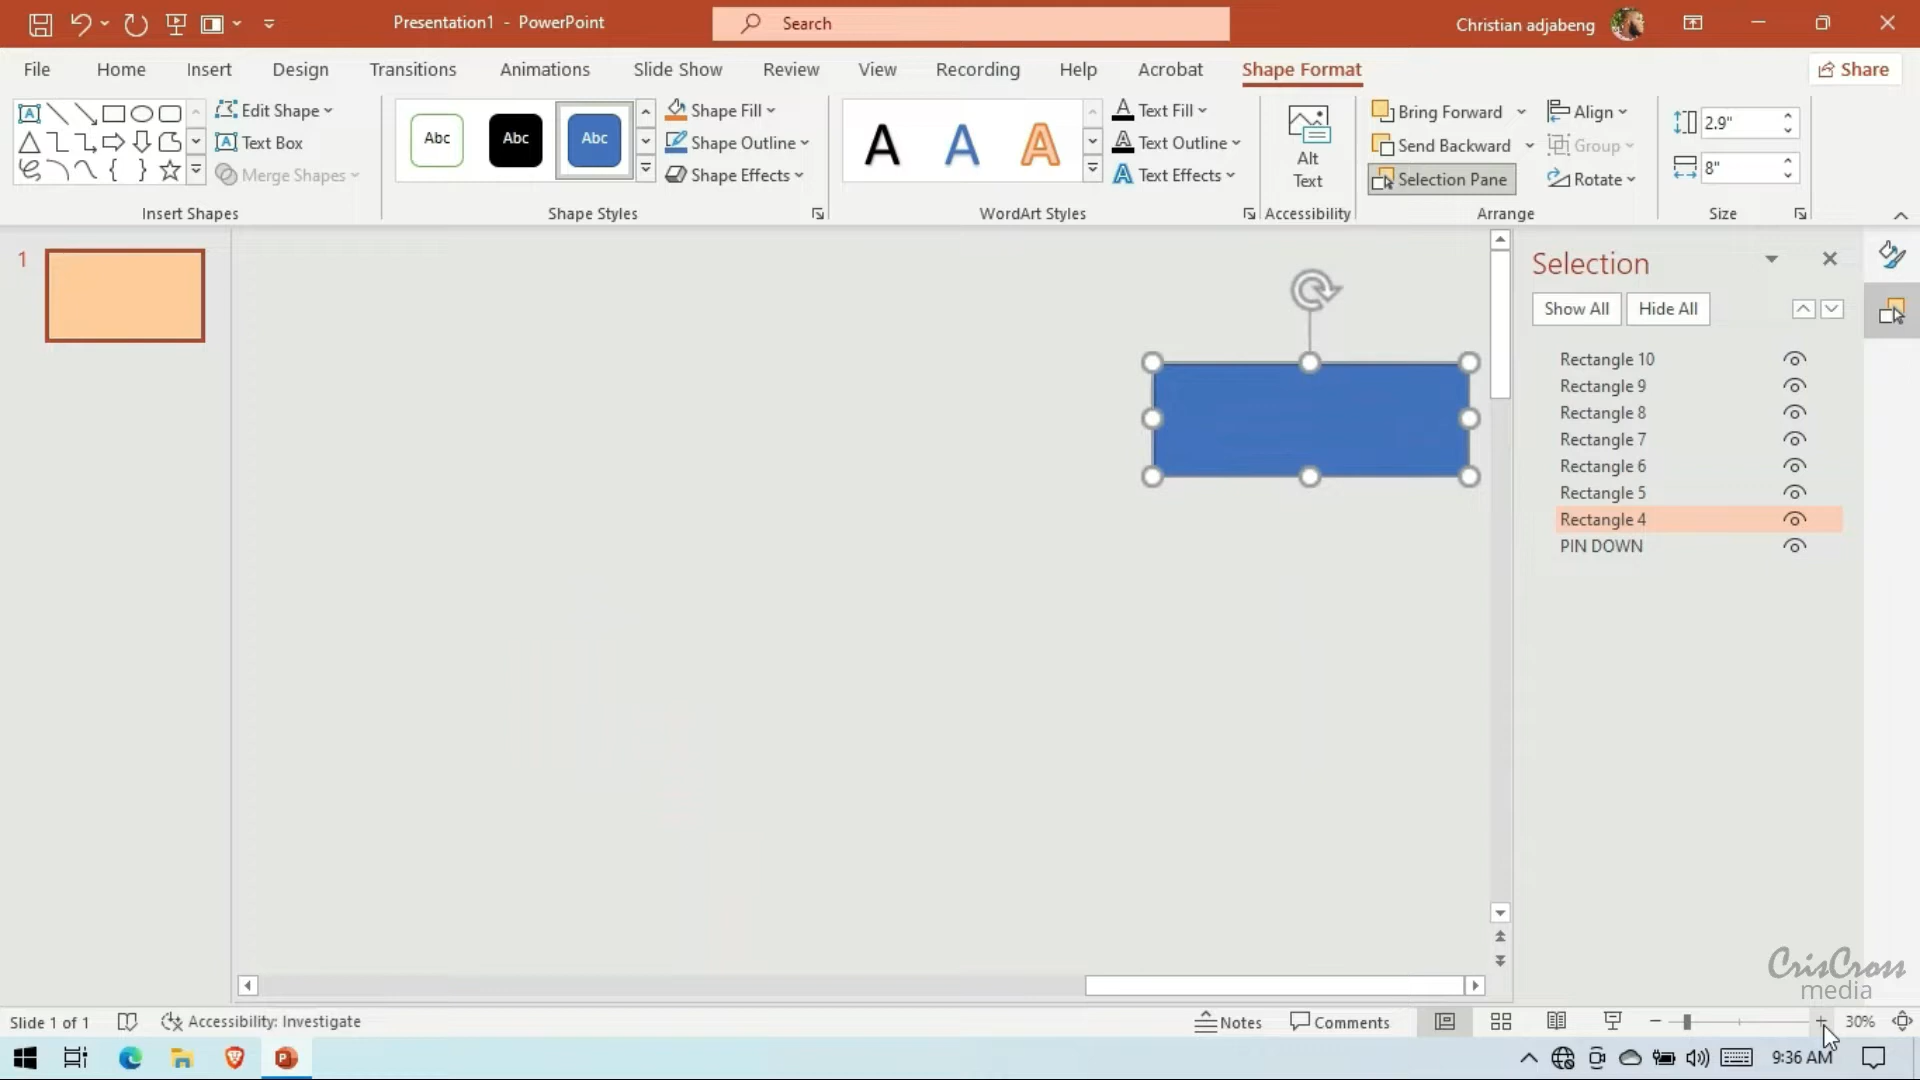 Presentation1 - PowerPoint
Search
Christian adjabeng
File Home Insert Design Transitions Animations Slide Show Review View Recording Help Acrobat Shape Format
Share
Edit Shape
Text Box
Merge Shapes
Insert Shapes
Abc Abc Abc
Shape Fill
Shape Outline
Shape Effects
Shape Styles
A A A
Text Fill
Text Outline
Text Effects
WordArt Styles
Alt
Text
Accessibility
Bring Forward
Send Backward
Selection Pane
Align
Group
Rotate
Arrange
2.9"
8"
Size
1
Selection
Show All Hide All
Rectangle 10
Rectangle 9
Rectangle 8
Rectangle 7
Rectangle 6
Rectangle 5
Rectangle 4
PIN DOWN
CrisCross
media
Slide 1 of 1
Accessibility: Investigate
Notes
Comments
30%
9:36 AM